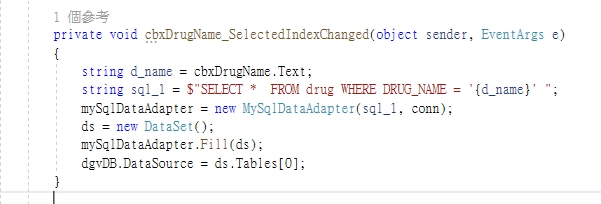 1 個參考
private void cbxDrugName_SelectedIndexChanged(object sender, EventArgs e)
{
string d_name = cbxDrugName.Text;
string sql_1 = $"SELECT *  FROM drug WHERE DRUG_NAME = '{d_name}' ";
mySqlDataAdapter = new MySqlDataAdapter(sql_1, conn);
ds = new DataSet();
mySqlDataAdapter.Fill(ds);
dgvDB.DataSource = ds.Tables[0];
}